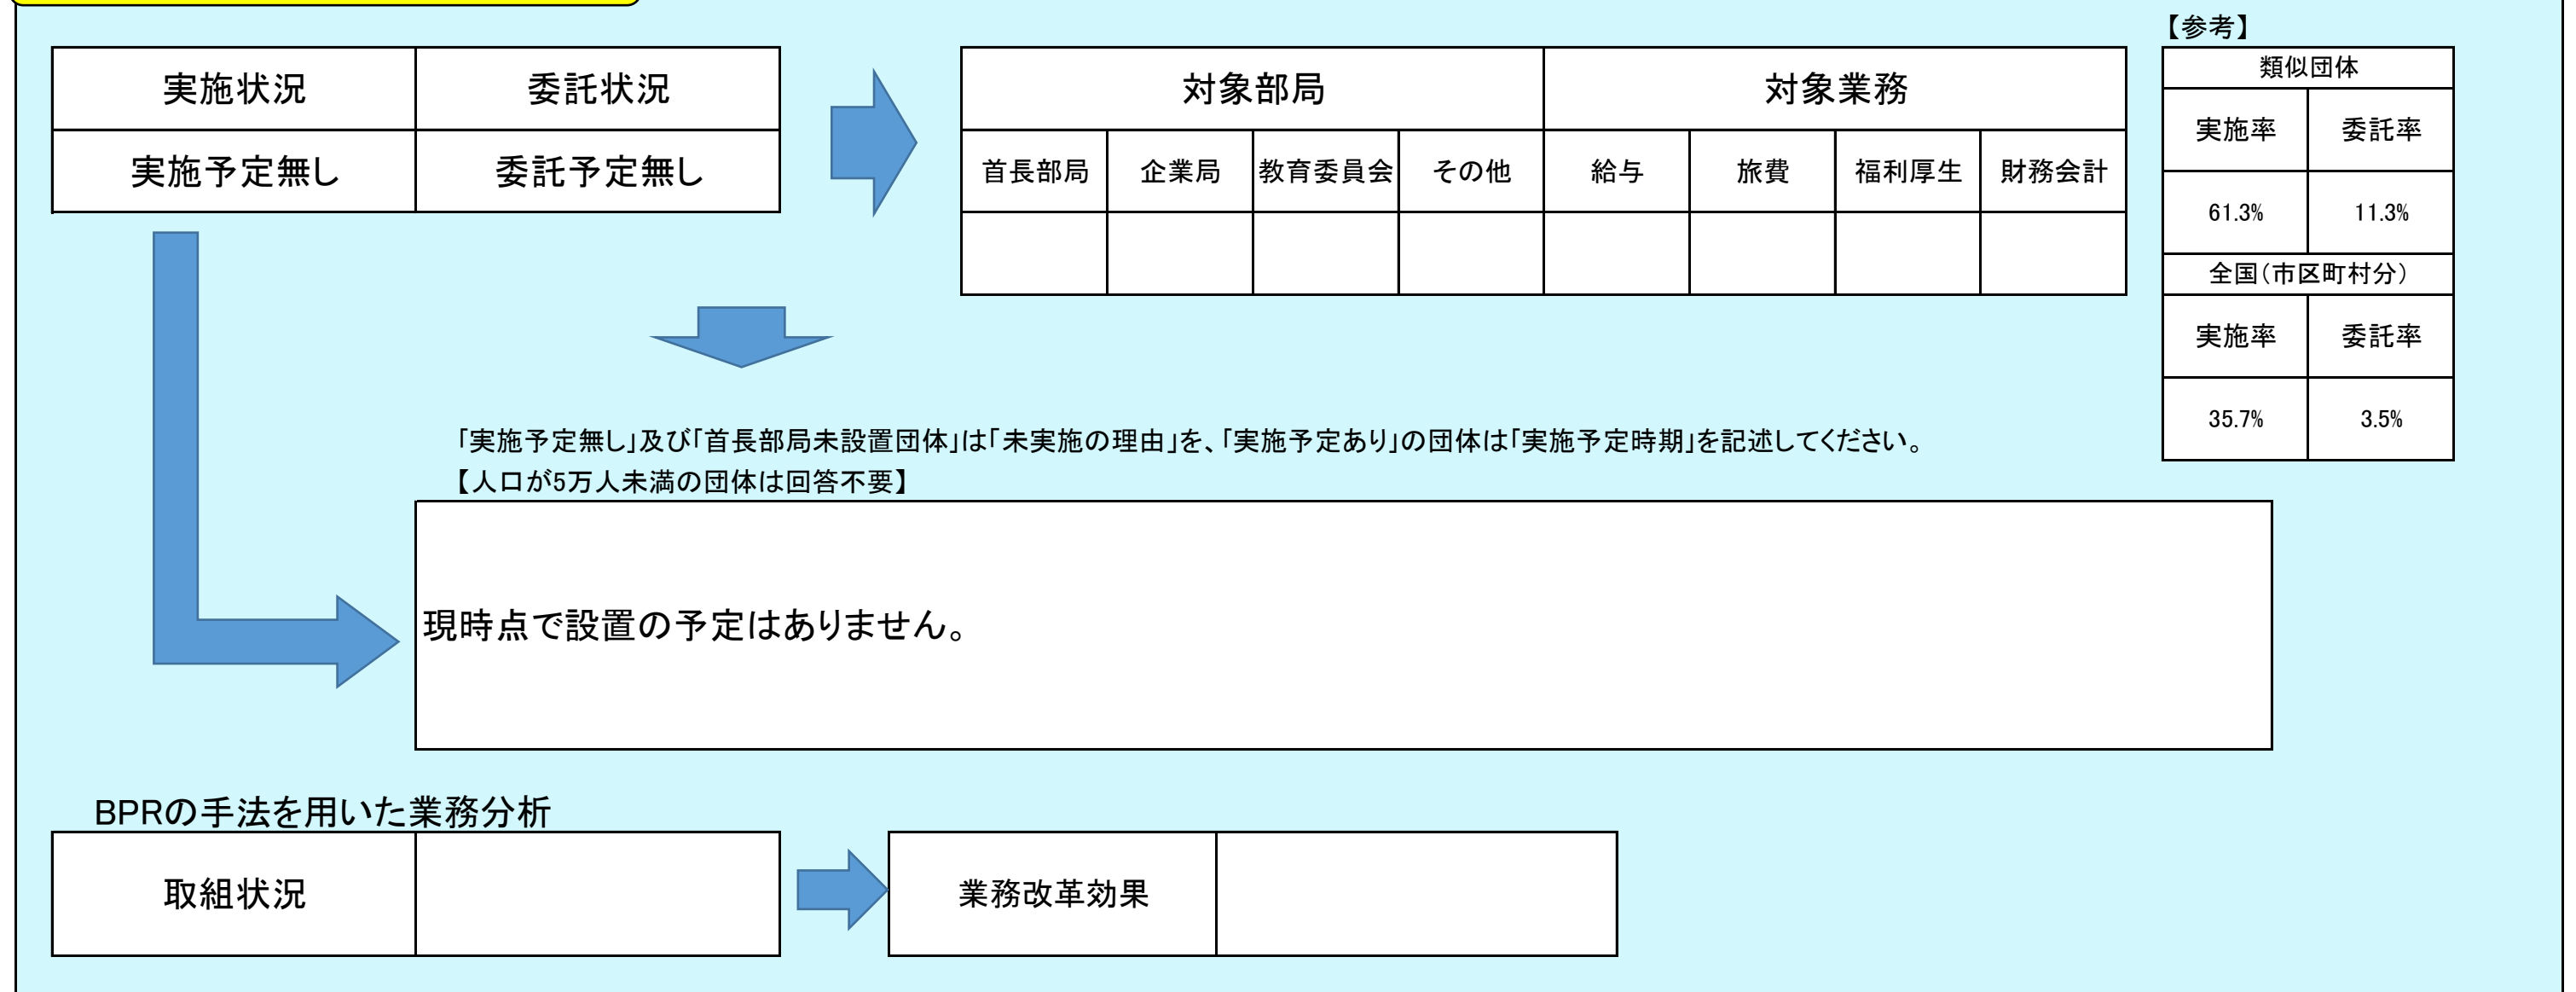 【参考】
実施状況 委託状況
実施予定無し 委託予定無し
対象部局 対象業務
首長部局 企業局 教育委員会 その他 給与 旅費 福利厚生 財務会計
類似団体
実施率 委託率
61.3% 11.3%
全国(市区町村分)
実施率 委託率
35.7% 3.5%
「実施予定無し」及び「首長部局未設置団体」は「未実施の理由」を、「実施予定あり」の団体は「実施予定時期」を記述してください。
【人口が5万人未満の団体は回答不要】
現時点で設置の予定はありません。
BPRの手法を用いた業務分析
取組状況
業務改革効果